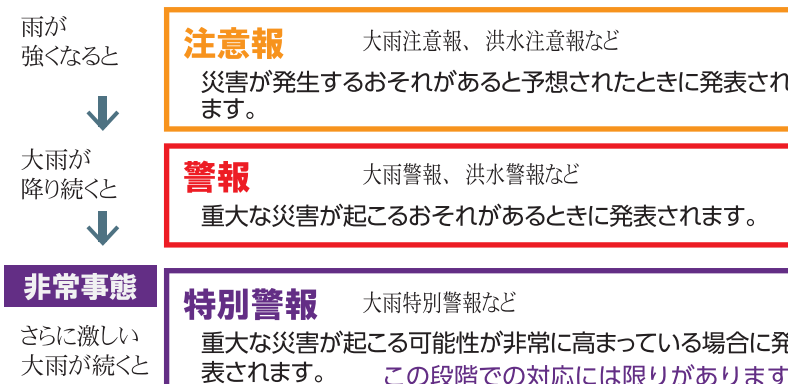 雨が
強くなると
注意報 大雨注意報、洪水注意報など
災害が発生するおそれがあると予想されたときに発表され
ます。
大雨が
降り続くと
警報 大雨警報、洪水警報など
重大な災害が起こるおそれがあるときに発表されます。
非常事態
さらに激しい
大雨が続くと
特別警報 大雨特別警報など
重大な災害が起こる可能性が非常に高まっている場合に発
表されます。 この段階での対応には限りがあります